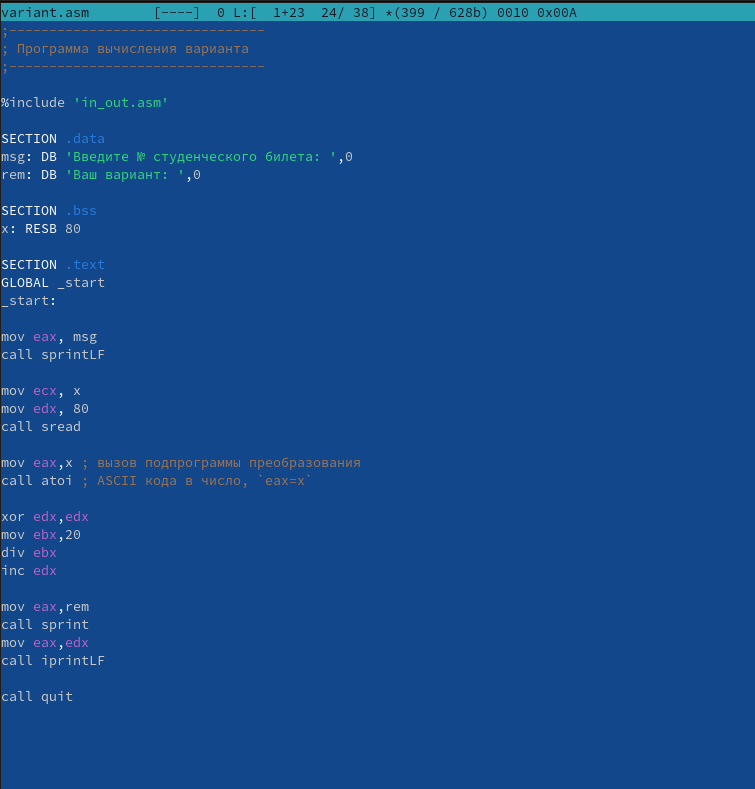 variant.asm [----] 0 L:[ 1+23 24/ 38] *(399 / 628b) 0010 0x00A
;--------------------------------
; Программа вычисления варианта
;--------------------------------
%include 'in_out.asm'
SECTION .data
msg: DB 'Введите № студенческого билета: ',0
rem: DB 'Ваш вариант: ',0
SECTION .bss
x: RESB 80
SECTION .text
GLOBAL _start
_start:
mov eax, msg
call sprintLF
mov ecx, x
mov edx, 80
call sread
mov eax,x ; вызов подпрограммы преобразования
call atoi ; ASCII кода в число, `eax=x`
xor edx,edx
mov ebx,20
div ebx
inc edx
mov eax,rem
call sprint
mov eax,edx
call iprintLF
call quit